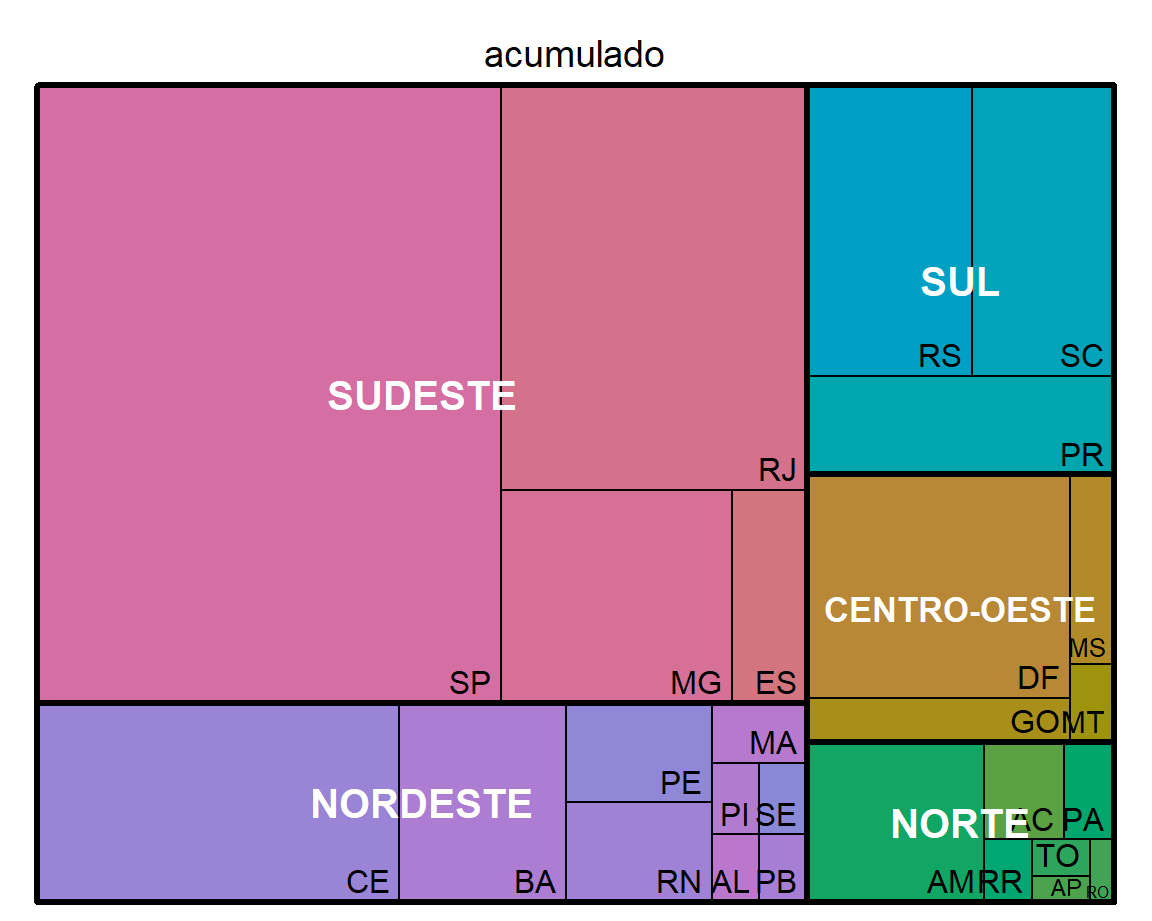 acumulado
SUDESTE
SP
RJ
MG
ES
NORDESTE
CE
BA
PE
RN
MA
PI
SE
AL
PB
SUL
RS
SC
PR
CENTRO-OESTE
DF
MS
GO
MT
NORTE
AM
AC
PA
RR
TO
AP
RO